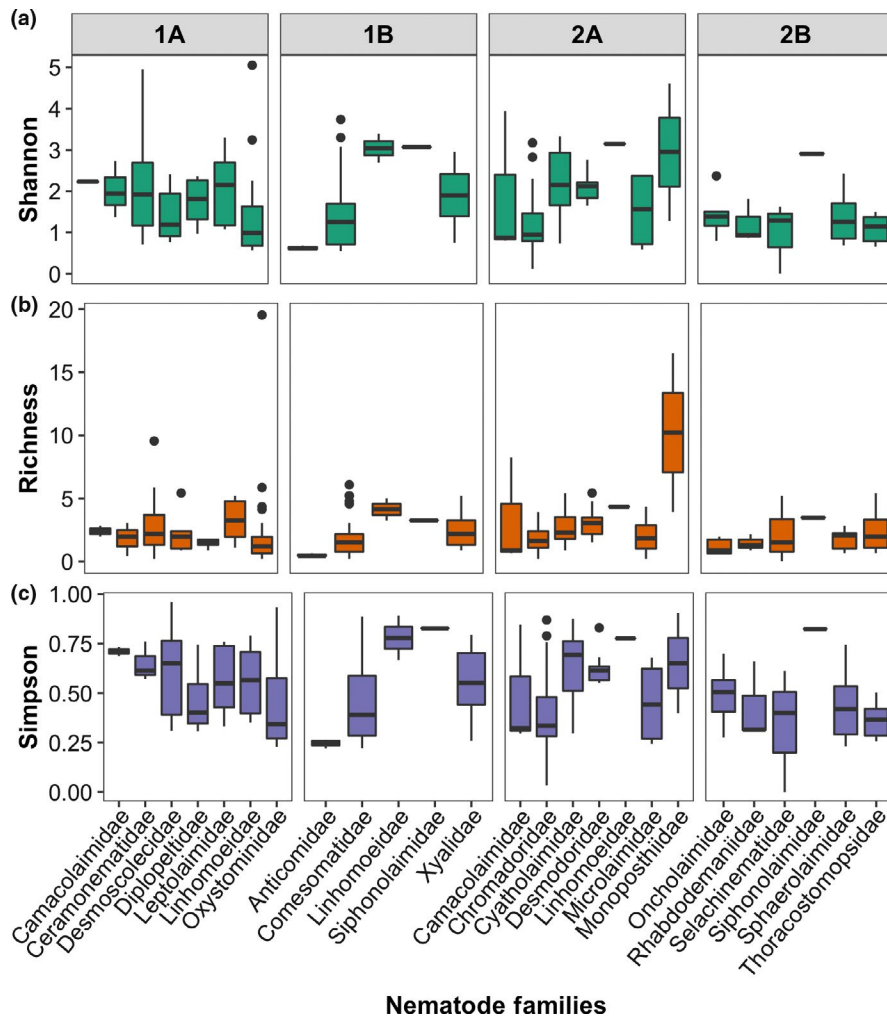 (a)
1A 1B 2A 2B
Shannon
5
4
3
2
1
0
(b)
Richness
20
15
10
5
0
(c)
Simpson
1.00
0.75
0.50
0.25
0.00
Camacolaimidae
Ceramonematidae
Desmoscolecidae
Diplopeltidae
Leptolaimidae
Linhomoeidae
Oxystominidae
Anticomidae
Comesomatidae
Linhomoeidae
Siphonolaimidae
Xyalidae
Camacolaimidae
Chromadoridae
Cyatholaimidae
Desmodoridae
Linhomoeidae
Microlaimidae
Monoposthiidae
Oncholaimidae
Rhabdodemaniidae
Selachinematidae
Siphonolaimidae
Sphaerolaimidae
Thoracostomopsidae
Nematode families